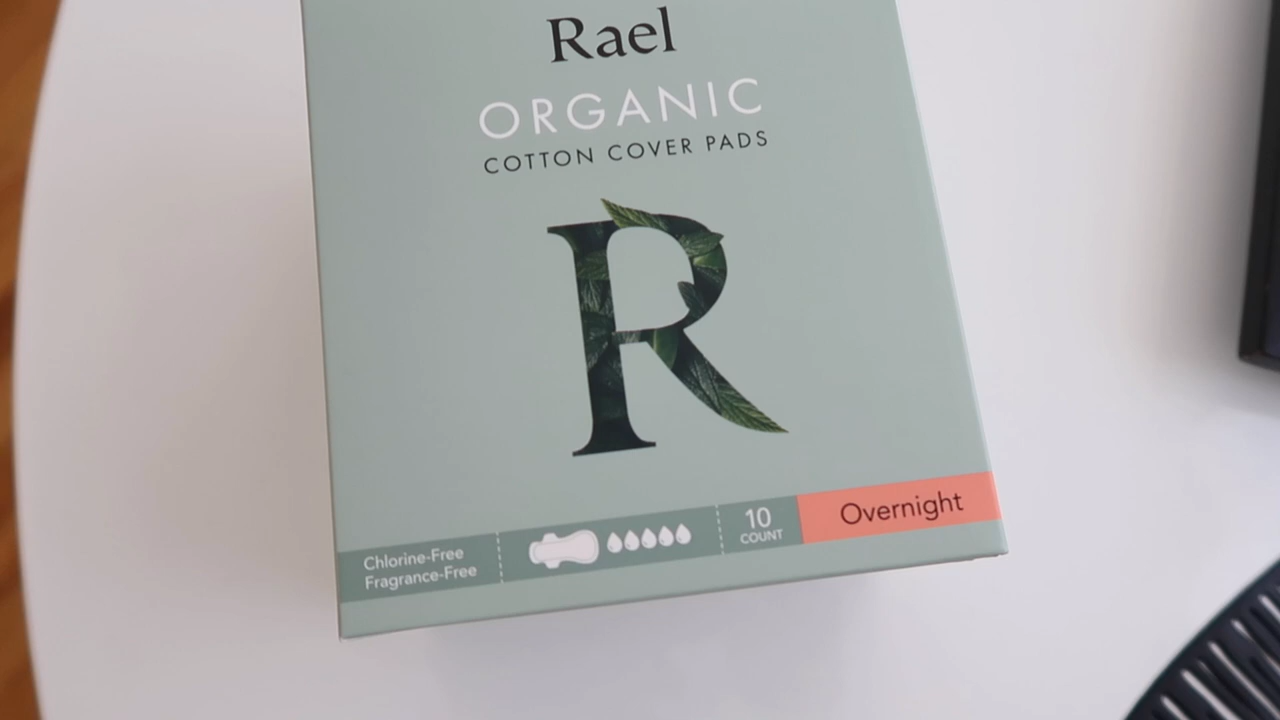 Rael
ORGANIC
COTTON COVER PADS
R
Chlorine-Free
Fragrance-Free
10
COUNT
Overnight